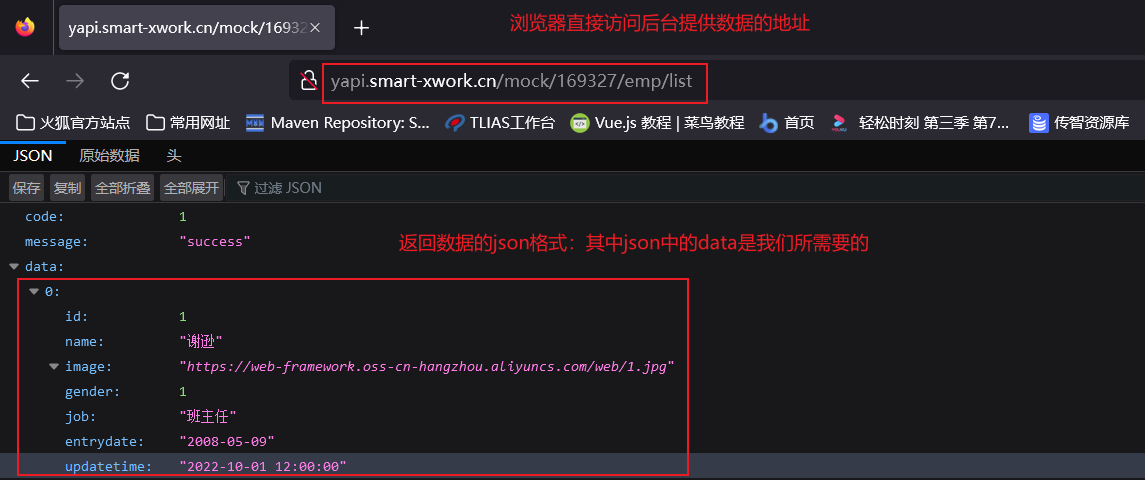 yapi.smart-xwork.cn/mock/16932
浏览器直接访问后台提供数据的地址
yapi.smart-xwork.cn/mock/169327/emp/list
火狐官方站点 常用网址 Maven Repository: S... TLIAS工作台 Vue.js 教程 | 菜鸟教程 首页 轻松时刻 第三季 第7... 传智资源库
JSON 原始数据 头
保存 复制 全部折叠 全部展开 过滤 JSON
code: 1
message: "success"
返回数据的json格式：其中json中的data是我们所需要的
data:
0:
id: 1
name: "谢逊"
image: "https://web-framework.oss-cn-hangzhou.aliyuncs.com/web/1.jpg"
gender: 1
job: "班主任"
entrydate: "2008-05-09"
updatetime: "2022-10-01 12:00:00"